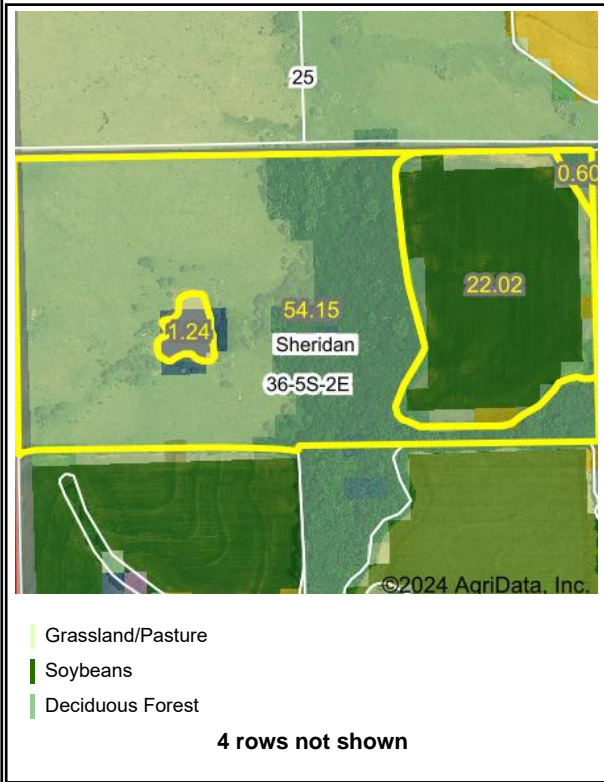 25
0.60
22.02
54.15
1.24
Sheridan
36-5S-2E
©2024 AgriData, Inc.
Grassland/Pasture
Soybeans
Deciduous Forest
4 rows not shown